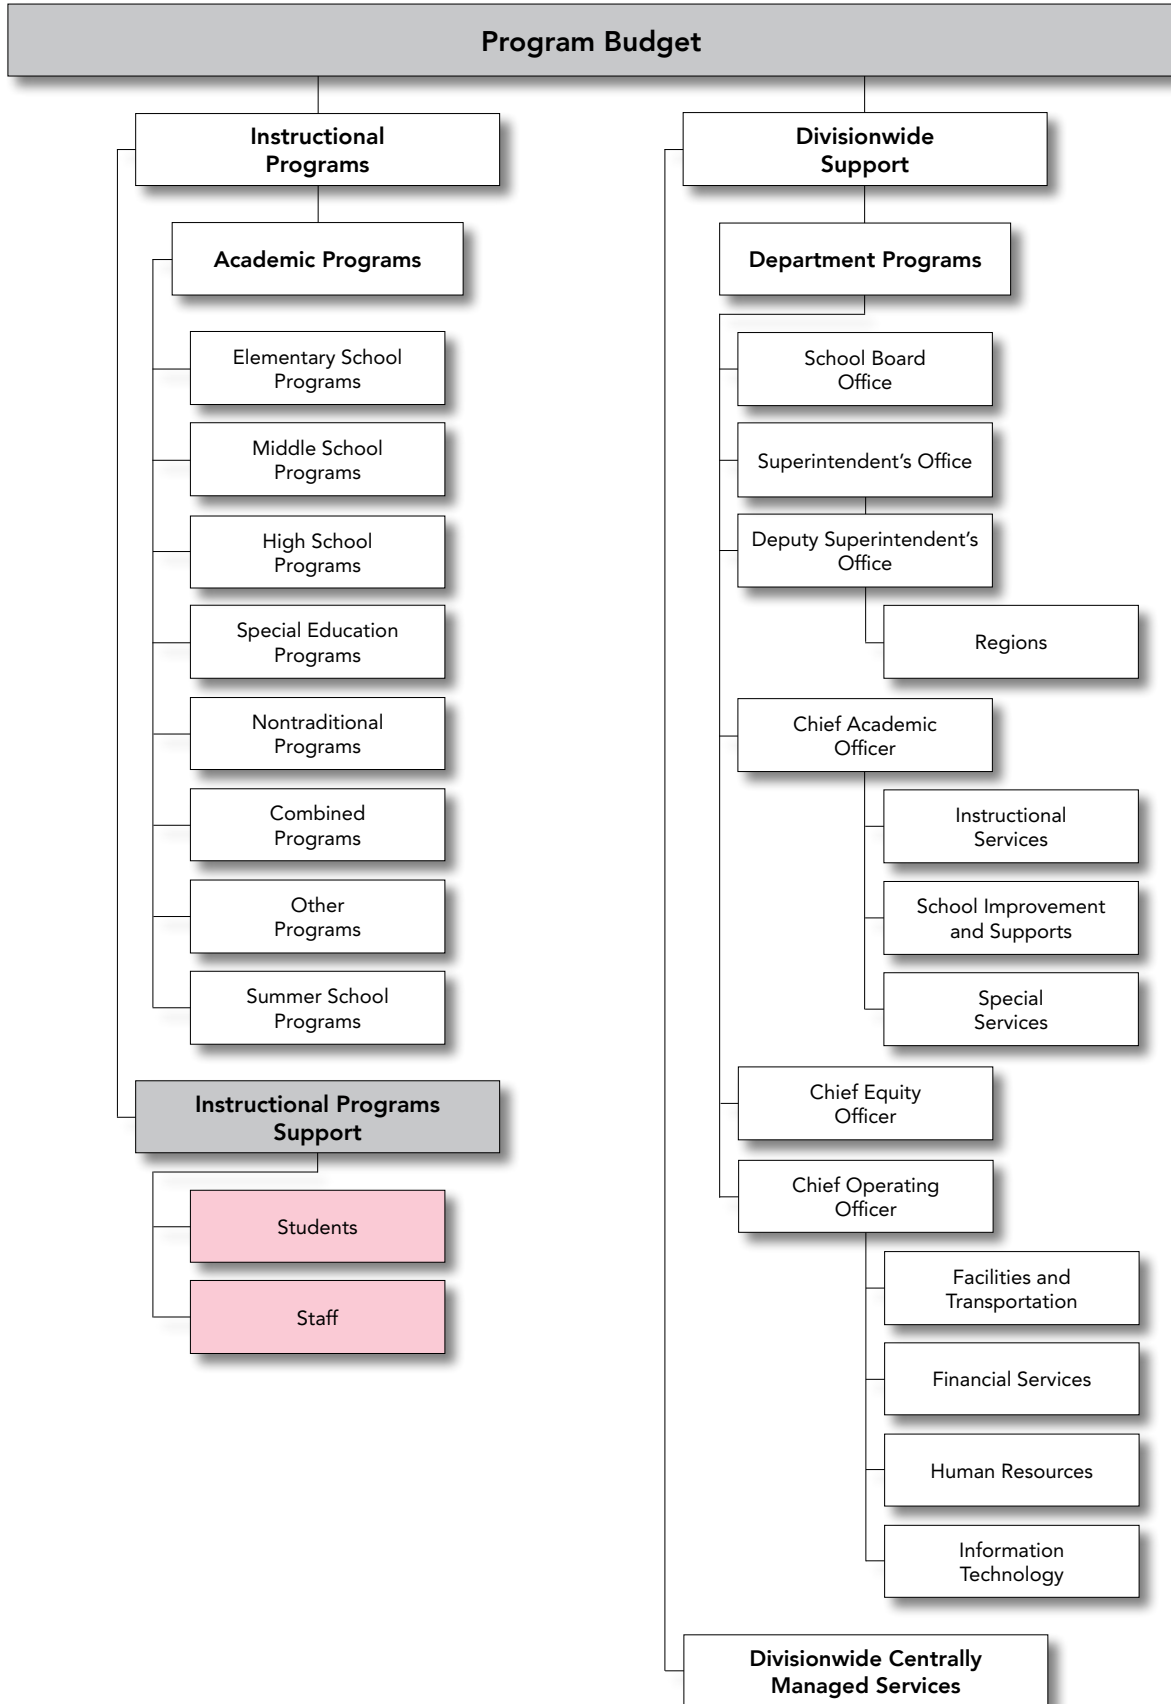 Program Budget
Instructional
Programs
Academic Programs
Elementary School
Programs
Middle School
Programs
High School
Programs
Special Education
Programs
Nontraditional
Programs
Combined
Programs
Other
Programs
Summer School
Programs
Instructional Programs
Support
Students
Staff
Divisionwide
Support
Department Programs
School Board
Office
Superintendent's Office
Deputy Superintendent's
Office
Regions
Chief Academic
Officer
Instructional
Services
School Improvement
and Supports
Special
Services
Chief Equity
Officer
Chief Operating
Officer
Facilities and
Transportation
Financial Services
Human Resources
Information
Technology
Divisionwide Centrally
Managed Services